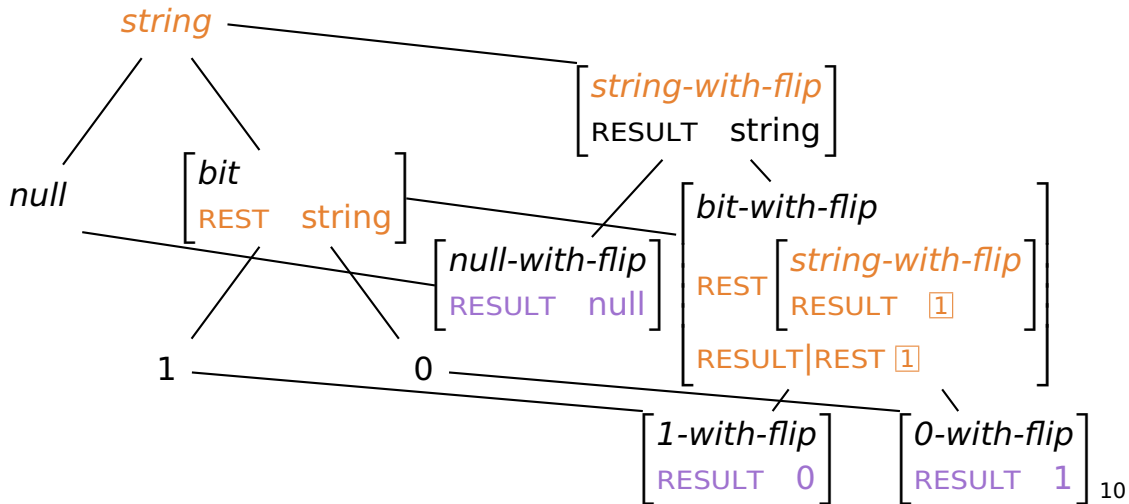 string
string-with-flip
RESULT string
null
bit
REST string
bit-with-flip
null-with-flip
RESULT null
REST
string-with-flip
RESULT 1
RESULT|REST 1
1
0
1-with-flip
RESULT 0
0-with-flip
RESULT 1
10